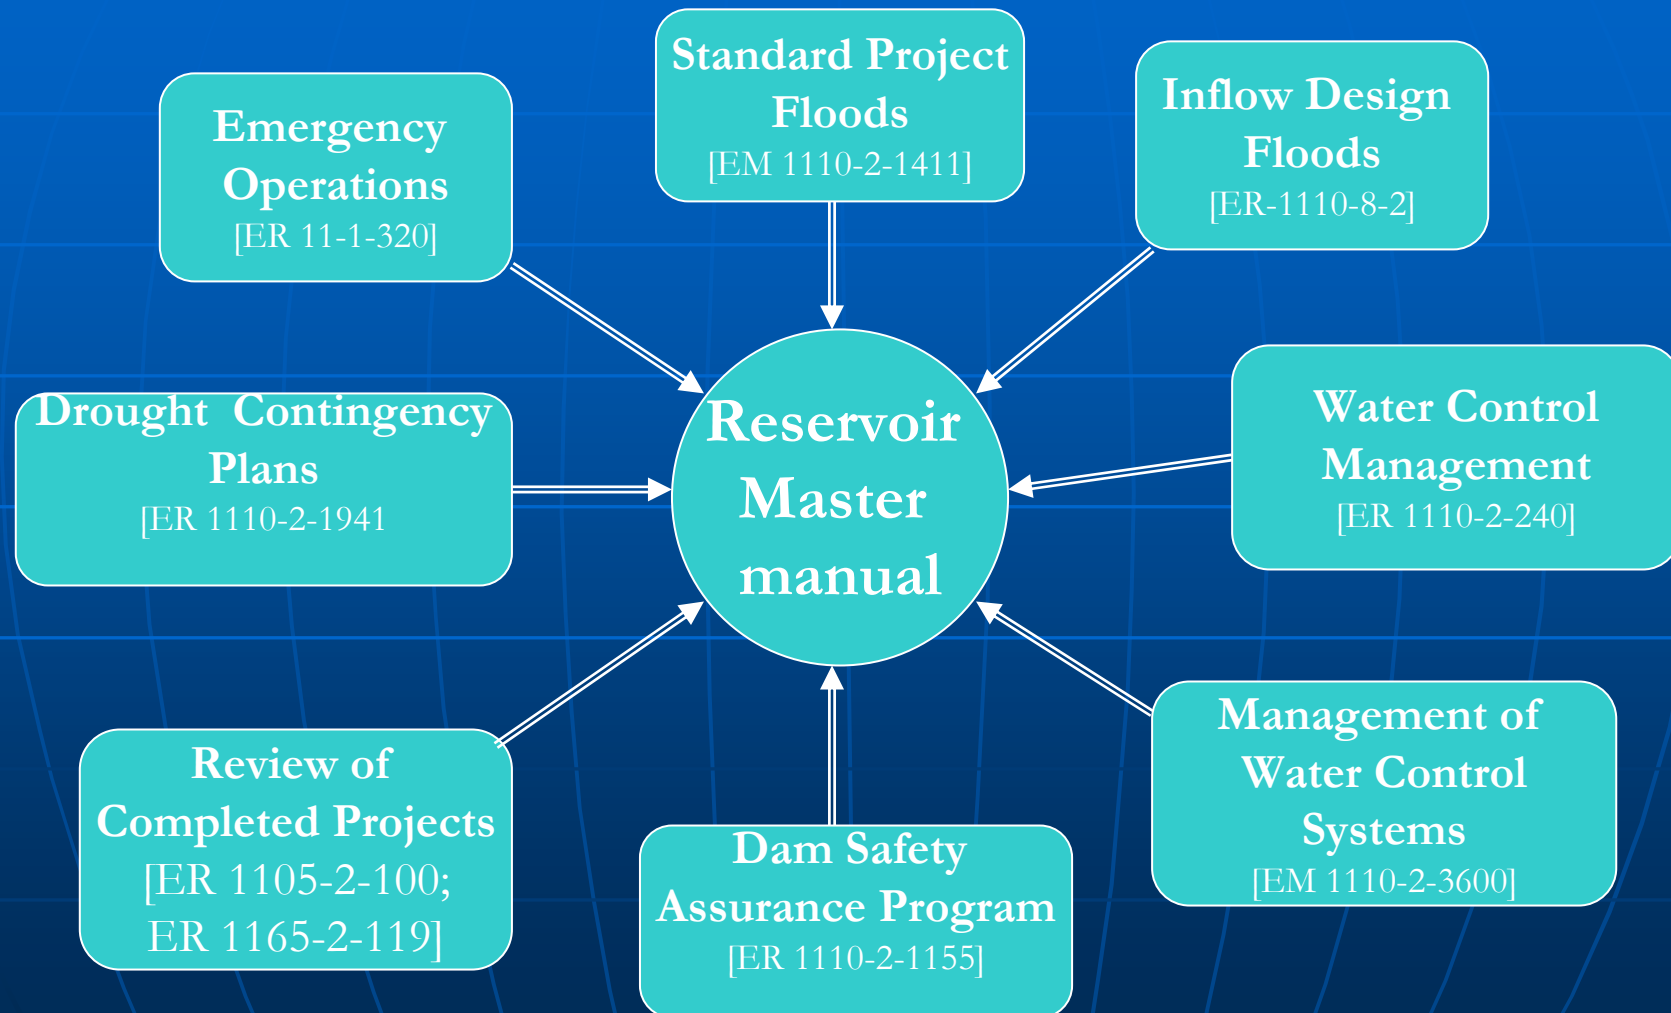 Standard Project
Floods
[EM 1110-2-1411]
Emergency
Operations
[ER 11-1-320]
Inflow Design
Floods
[ER-1110-8-2]
Drought Contingency
Plans
[ER 1110-2-1941
Reservoir
Master
manual
Water Control
Management
[ER 1110-2-240]
Review of
Completed Projects
[ER 1105-2-100;
ER 1165-2-119]
Dam Safety
Assurance Program
[ER 1110-2-1155]
Management of
Water Control
Systems
[EM 1110-2-3600]